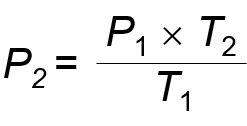 P₂ = P₁ × T₂ / T₁